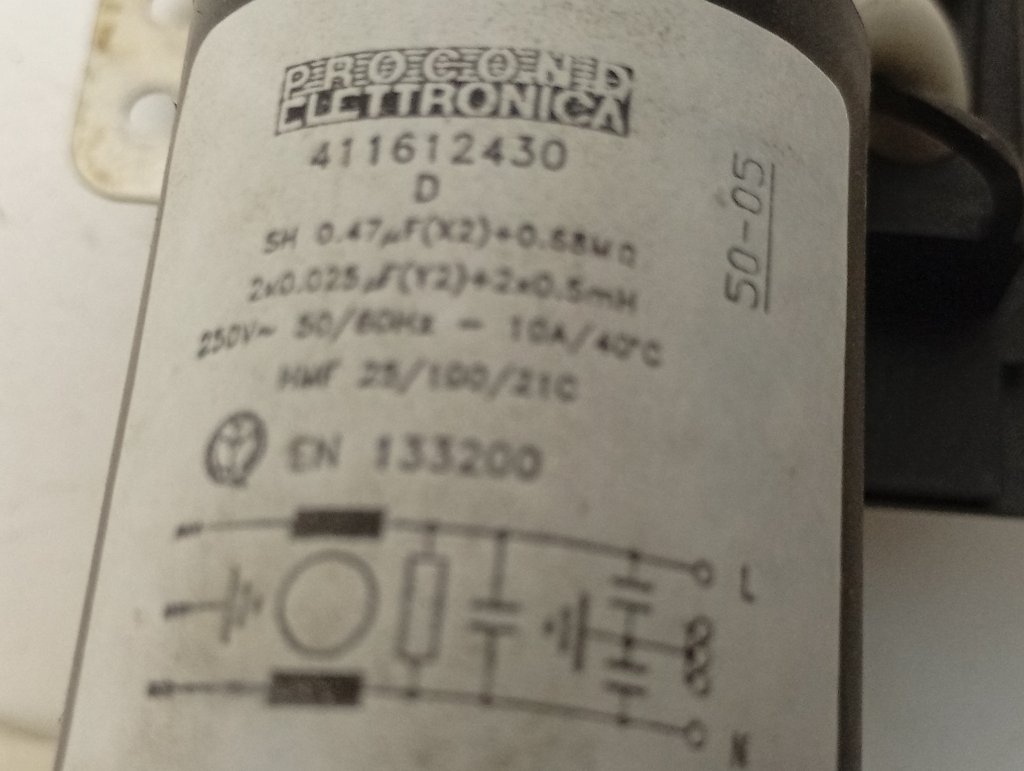 PROCOND
ELETTRONICA
411612430
D
SH 0.47µF(X2)+0.68MΩ
2x0.025µF(Y2)+2x0.5mH
250V~ 50/60Hz - 10A/40°C
HMF 25/100/21C
EN 133200
50-05
L
N